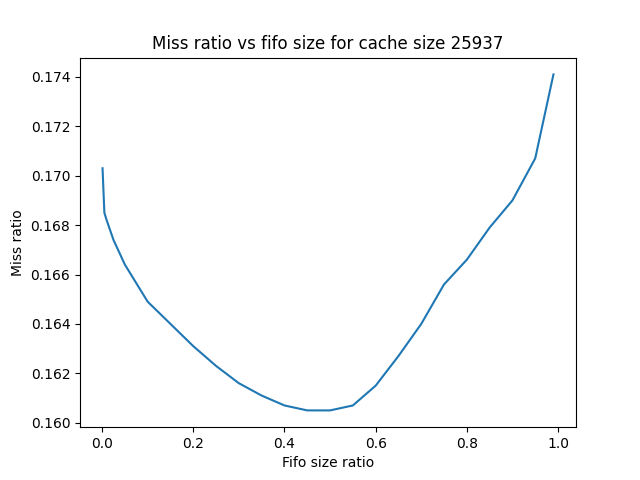 Miss ratio vs fifo size for cache size 25937
0.174
0.172
0.170
0.168
0.166
0.164
0.162
0.160
Miss ratio
0.0 0.2 0.4 0.6 0.8 1.0
Fifo size ratio